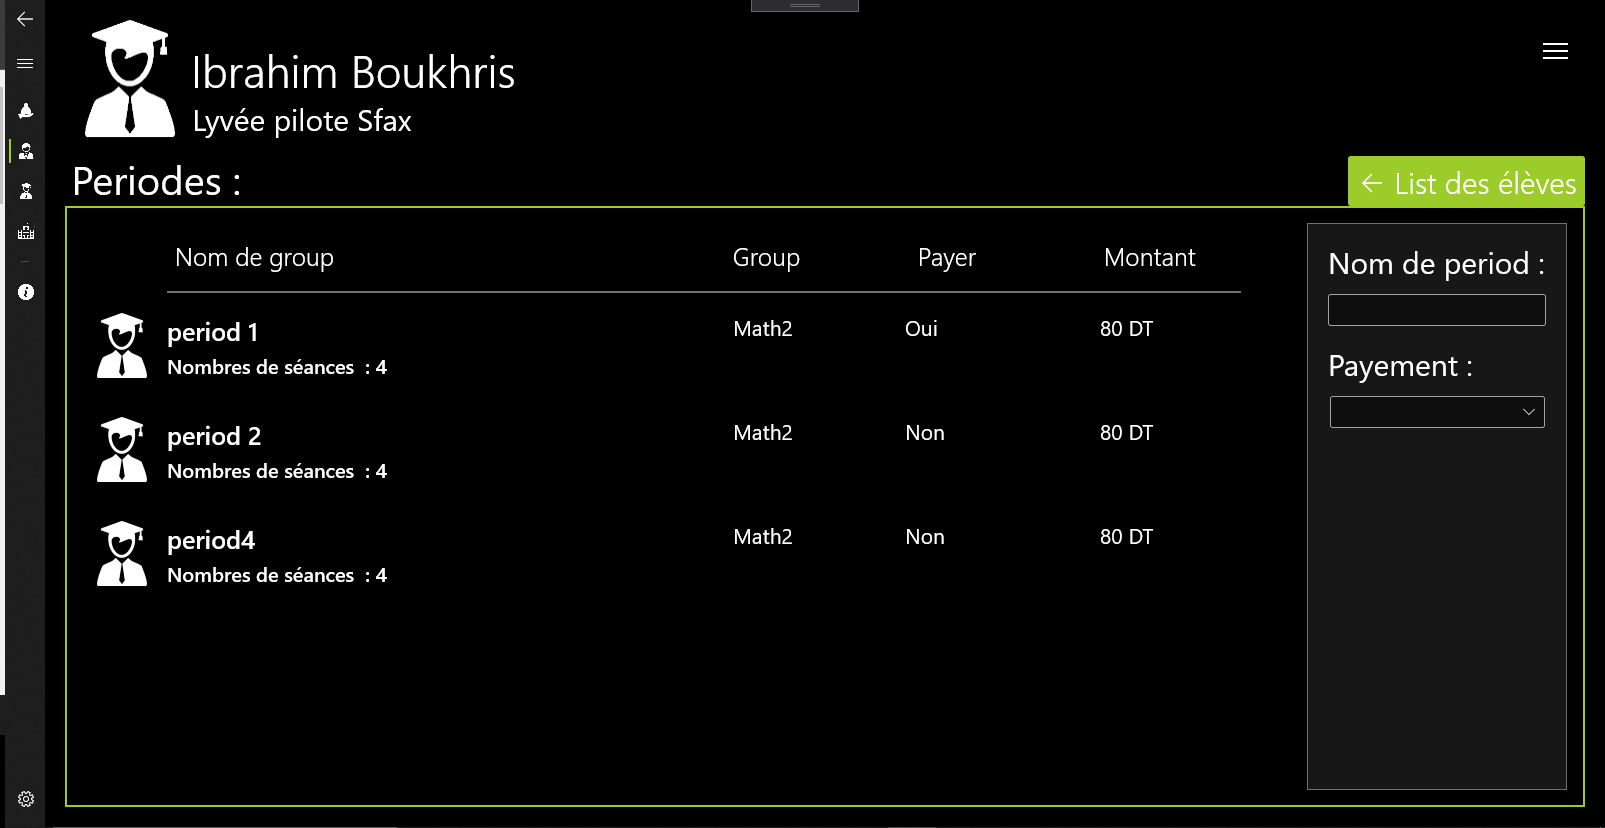 Ibrahim Boukhris
Lyvée pilote Sfax
Periodes :
← List des élèves
Nom de group Group Payer Montant
period 1 Math2 Oui 80 DT
Nombres de séances : 4
period 2 Math2 Non 80 DT
Nombres de séances : 4
period4 Math2 Non 80 DT
Nombres de séances : 4
Nom de period :
Payement :